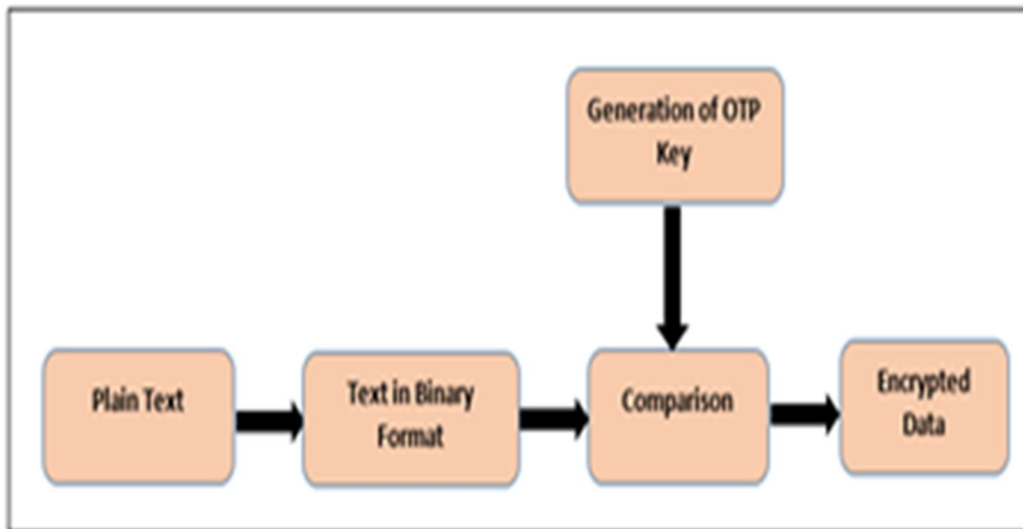 Generation of OTP
Key
Plain Text
Text in Binary
Format
Comparison
Encrypted
Data